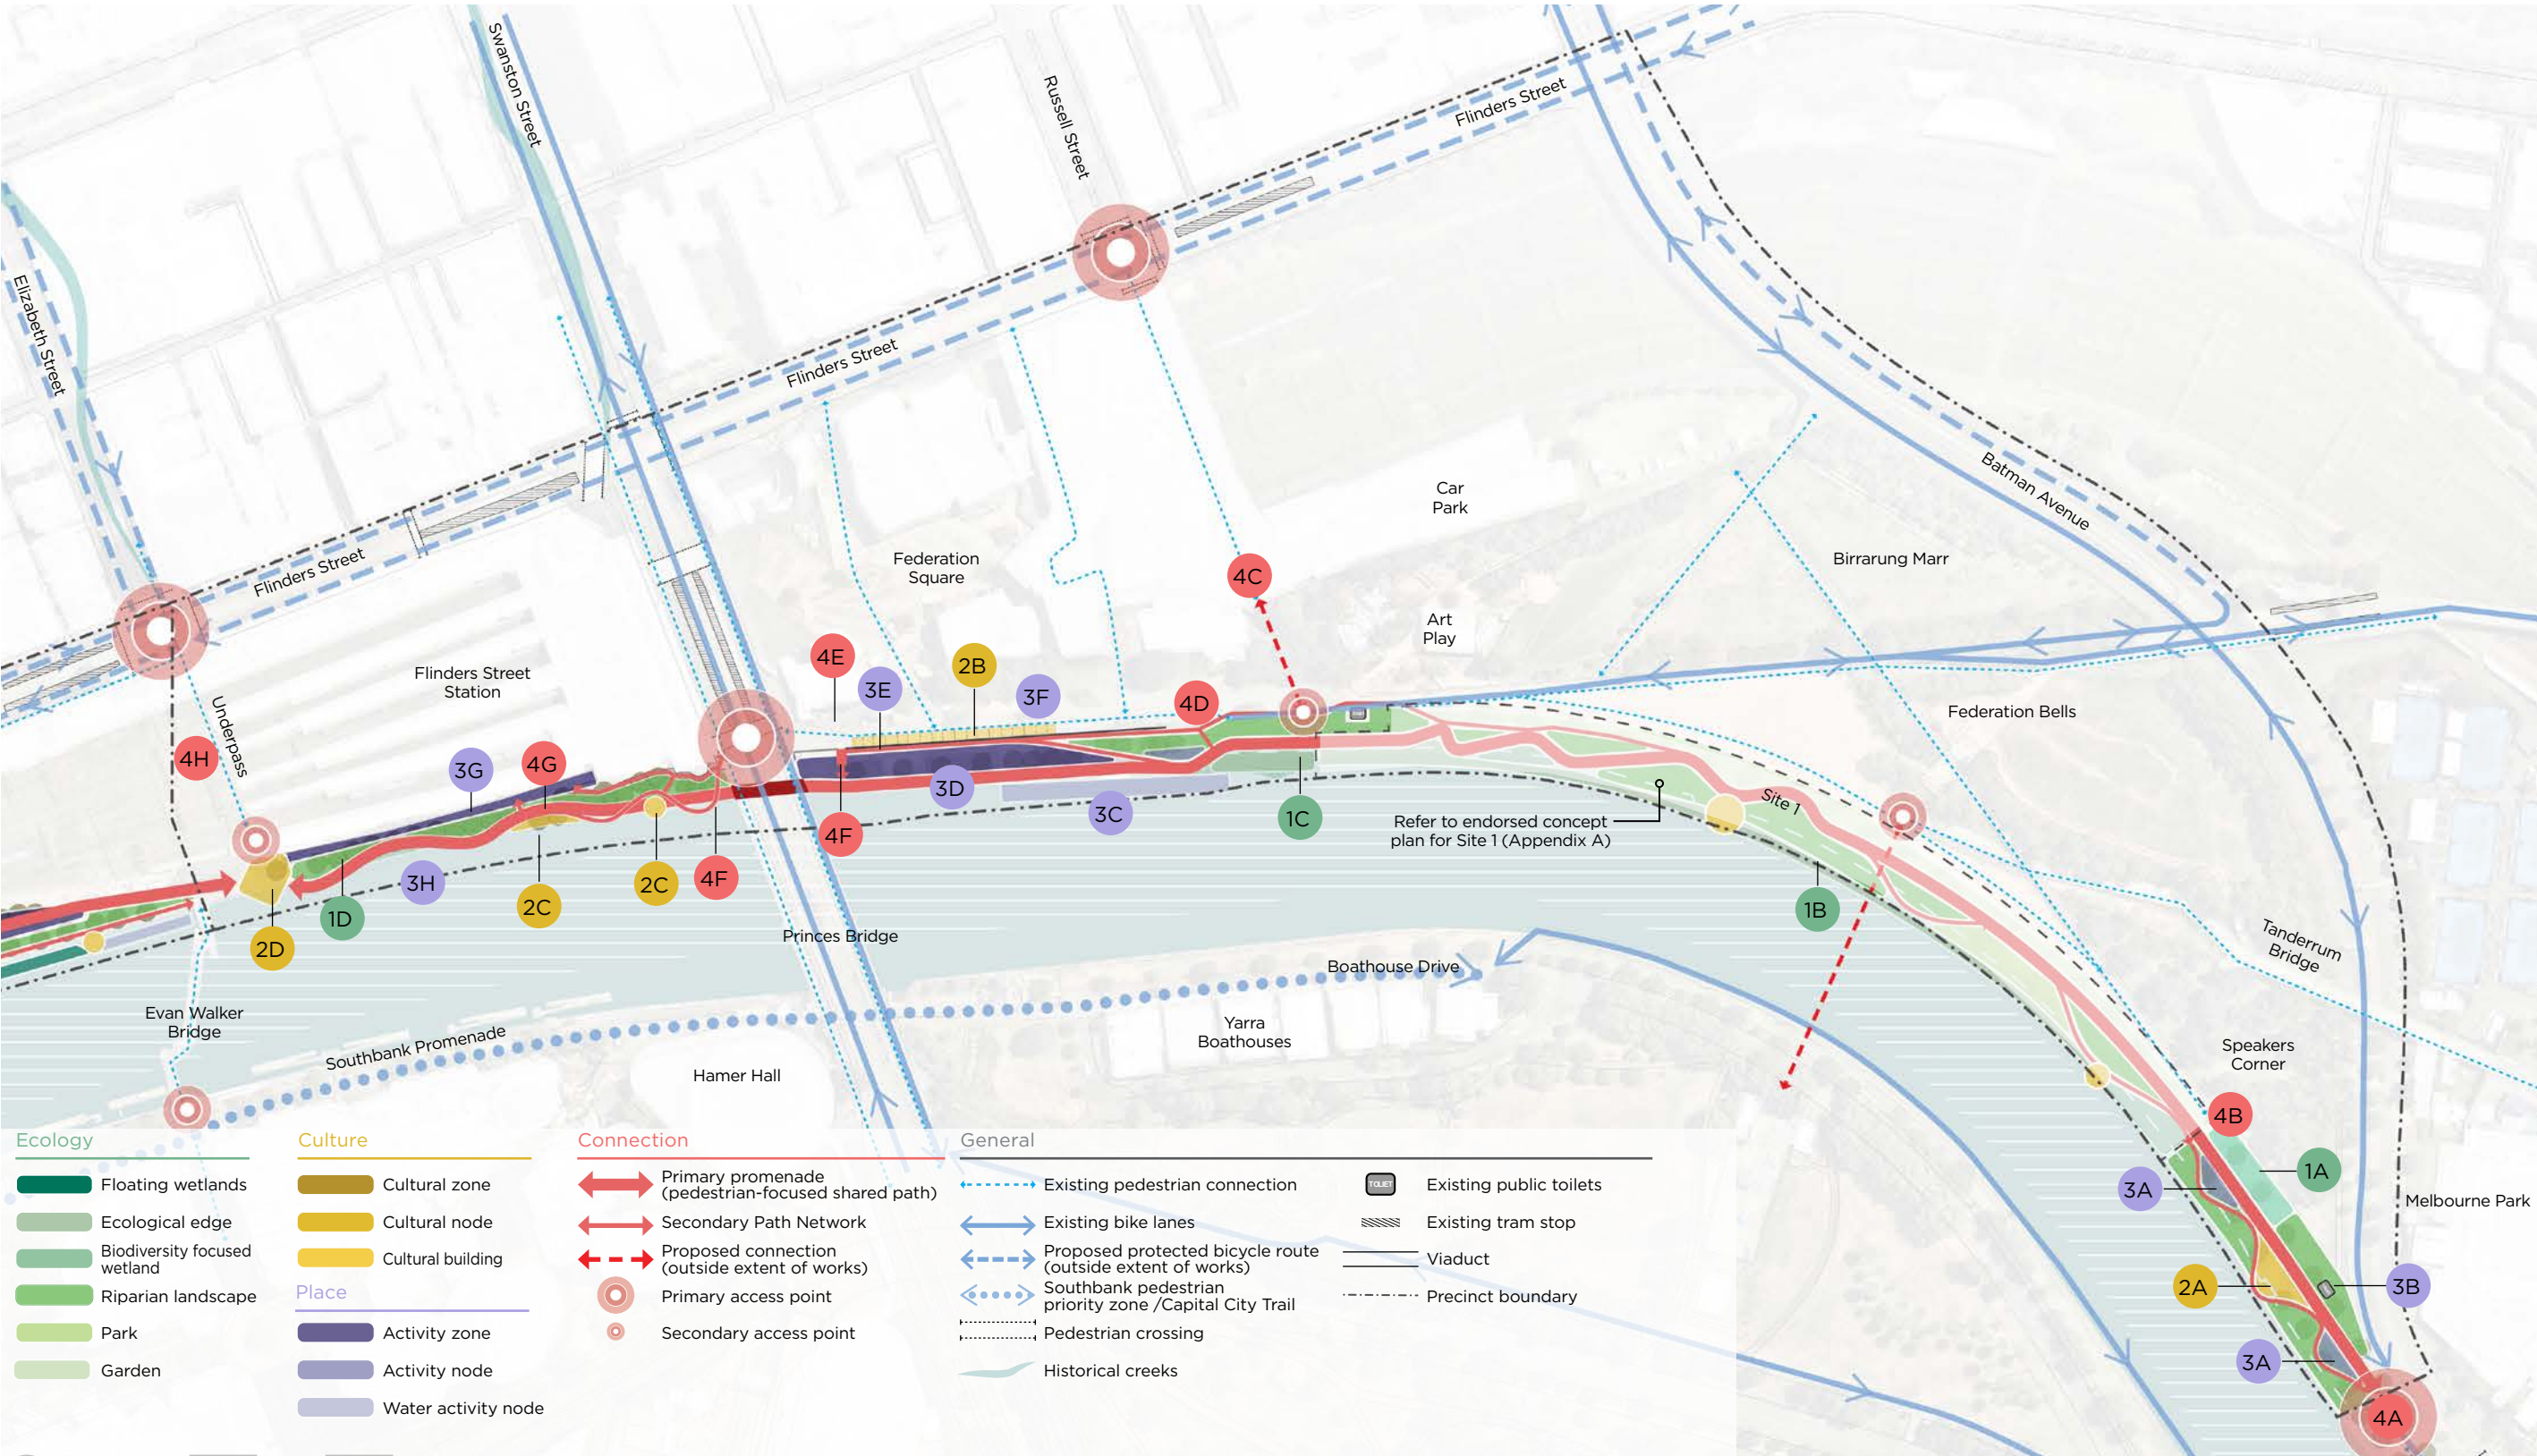 Swanston Street
Russell Street
Flinders Street
Elizabeth Street
Flinders Street
Batman Avenue
Car
Park
Federation
Square
Birrarung Marr
Flinders Street
4C
Art
Play
4E
2B
Flinders Street
Station
3E
3F
4D
Federation Bells
Underpass
4H
3G
4G
3D
3C
Site 1
4F
1C
Refer to endorsed concept
plan for Site 1 (Appendix A)
3H
2C
4F
2C
1D
1B
2D
Princes Bridge
Tanderrum
Bridge
Boathouse Drive
Evan Walker
Bridge
Southbank Promenade
Yarra
Boathouses
Hamer Hall
Speakers
Corner
4B
1A
3A
Melbourne Park
2A
3B
3A
4A
Ecology
Floating wetlands
Ecological edge
Biodiversity focused
wetland
Riparian landscape
Park
Garden
Culture
Cultural zone
Cultural node
Cultural building
Place
Activity zone
Activity node
Water activity node
Connection
Primary promenade
(pedestrian-focused shared path)
Secondary Path Network
Proposed connection
(outside extent of works)
Primary access point
Secondary access point
General
Existing pedestrian connection
Existing bike lanes
Proposed protected bicycle route
(outside extent of works)
Southbank pedestrian
priority zone /Capital City Trail
Pedestrian crossing
Historical creeks
TOILET
Existing public toilets
Existing tram stop
Viaduct
Precinct boundary